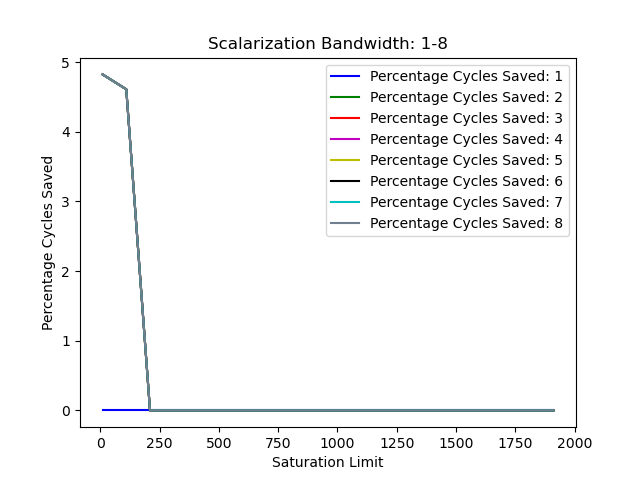 Scalarization Bandwidth: 1-8
5
4
3
2
1
0
Percentage Cycles Saved
Percentage Cycles Saved: 1
Percentage Cycles Saved: 2
Percentage Cycles Saved: 3
Percentage Cycles Saved: 4
Percentage Cycles Saved: 5
Percentage Cycles Saved: 6
Percentage Cycles Saved: 7
Percentage Cycles Saved: 8
0 250 500 750 1000 1250 1500 1750 2000
Saturation Limit